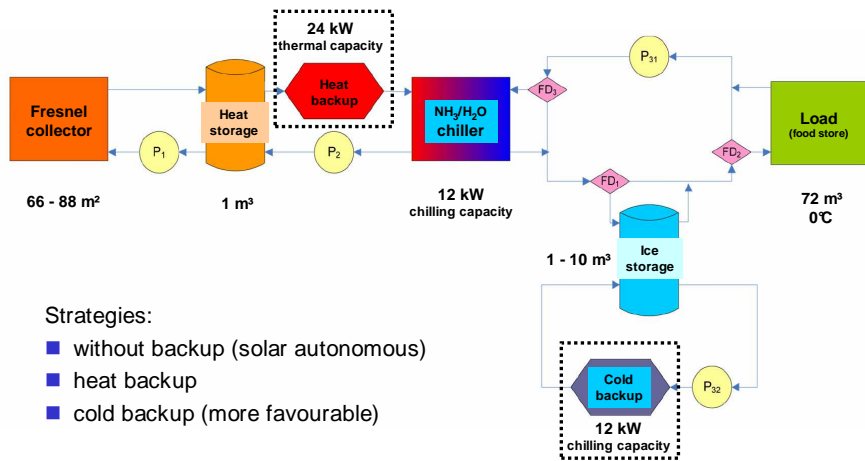 24 kW
thermal capacity
Fresnel
collector
P₁
66 - 88 m²
Heat
storage
1 m³
Heat
backup
P₂
NH₃/H₂O
chiller
12 kW
chilling capacity
P₃₁
FD₃
FD₁
FD₂
Load
(food store)
72 m³
0°C
1 - 10 m³
Ice
storage
Cold
backup
P₃₂
12 kW
chilling capacity
Strategies:
without backup (solar autonomous)
heat backup
cold backup (more favourable)